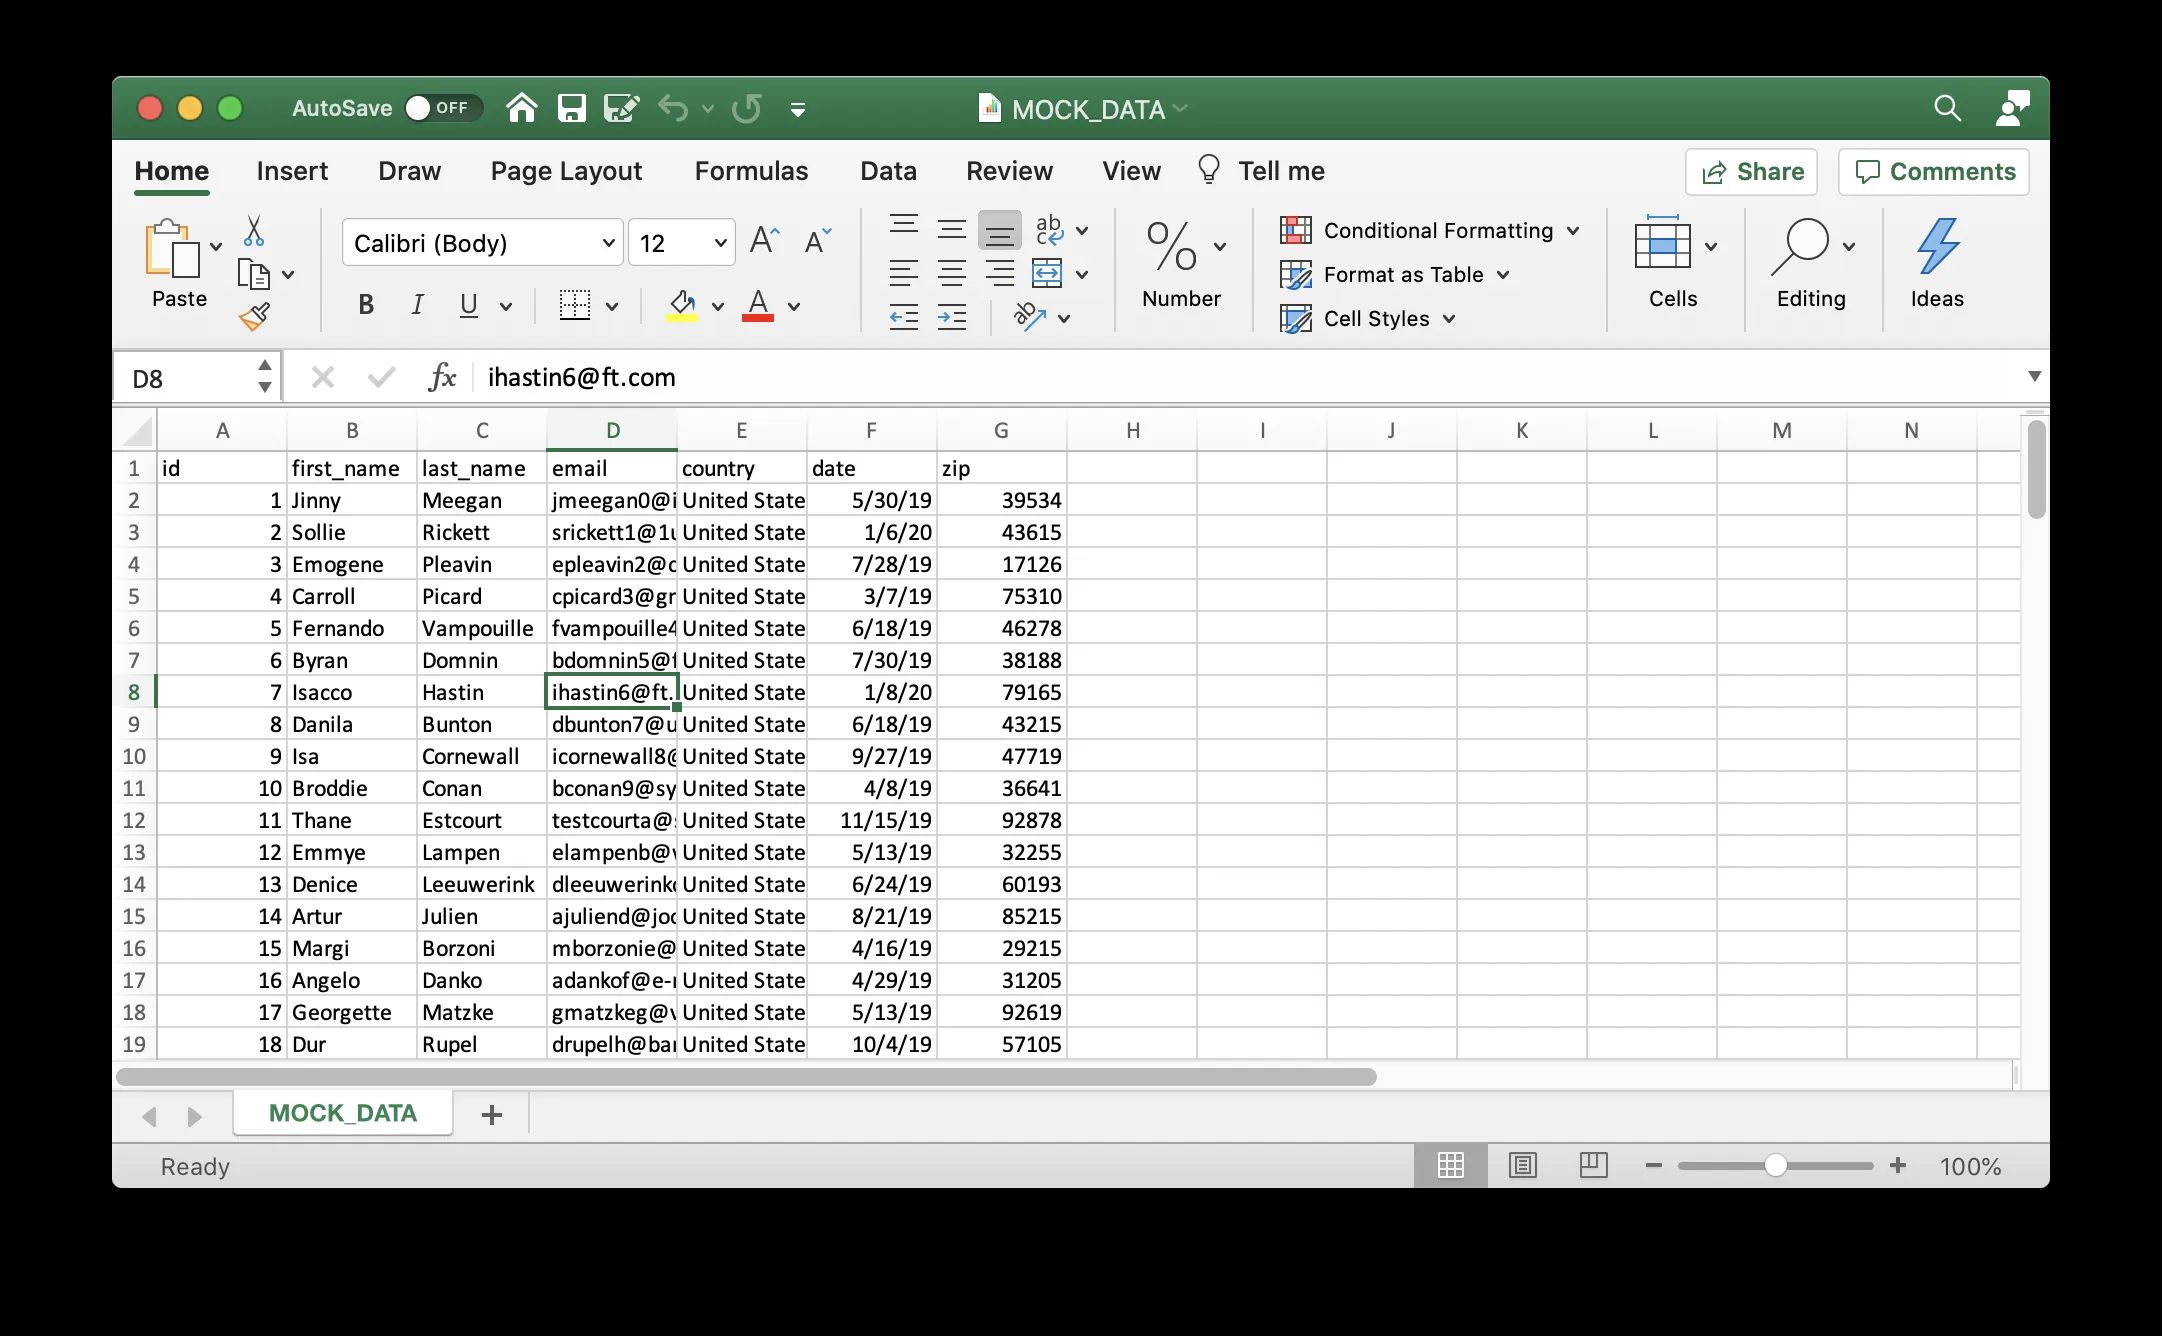 AutoSave OFF MOCK_DATA
Home Insert Draw Page Layout Formulas Data Review View Tell me Share Comments
Paste Calibri (Body) 12 A A ab c % Number Conditional Formatting Cells Editing Ideas
Format as Table
B I U A ab Cell Styles
D8 fx ihastin6@ft.com
A B C D E F G H I J K L M N
1 id first_name last_name email country date zip
2 1 Jinny Meegan jmeegan0@i United State 5/30/19 39534
3 2 Sollie Rickett srickett1@1u United State 1/6/20 43615
4 3 Emogene Pleavin epleavin2@ United State 7/28/19 17126
5 4 Carroll Picard cpicard3@gr United State 3/7/19 75310
6 5 Fernando Vampouille fvampouille4 United State 6/18/19 46278
7 6 Byran Domnin bdomnin5@f United State 7/30/19 38188
8 7 Isacco Hastin ihastin6@ft. United State 1/8/20 79165
9 8 Danila Bunton dbunton7@u United State 6/18/19 43215
10 9 Isa Cornewall icornewall8@ United State 9/27/19 47719
11 10 Broddie Conan bconan9@sy United State 4/8/19 36641
12 11 Thane Estcourt testcourta@ United State 11/15/19 92878
13 12 Emmye Lampen elampenb@ United State 5/13/19 32255
14 13 Denice Leeuwerink dleeuwerink United State 6/24/19 60193
15 14 Artur Julien ajuliend@jo United State 8/21/19 85215
16 15 Margi Borzoni mborzonie@ United State 4/16/19 29215
17 16 Angelo Danko adankof@e- United State 4/29/19 31205
18 17 Georgette Matzke gmatzkeg@ United State 5/13/19 92619
19 18 Dur Rupel drupelh@ba United State 10/4/19 57105
MOCK_DATA +
Ready 100%